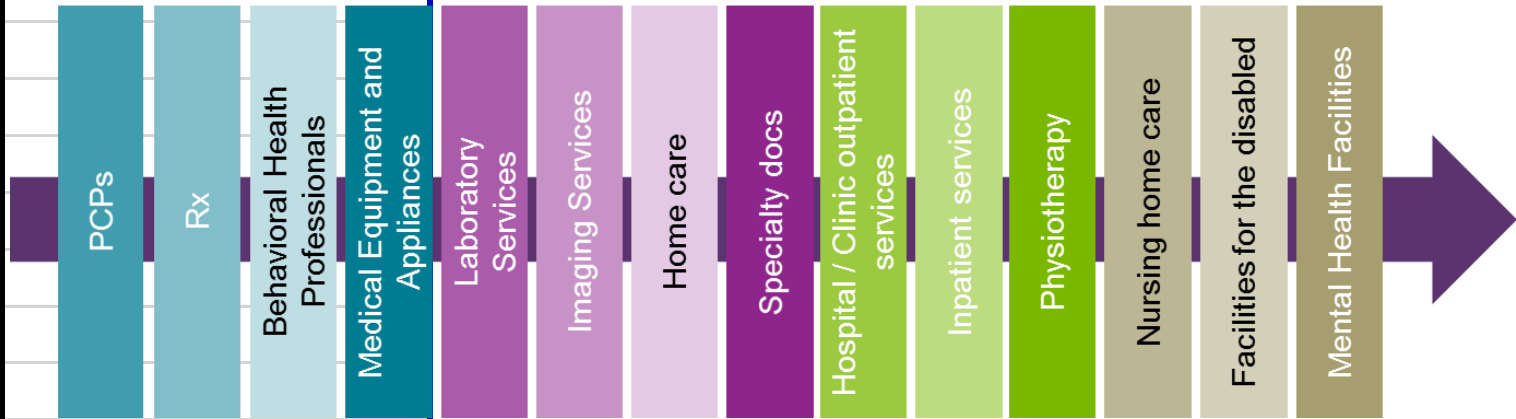 PCPs
Rx
Behavioral Health
Professionals
Medical Equipment and
Appliances
Laboratory
Services
Imaging Services
Home care
Specialty docs
Hospital / Clinic outpatient
services
Inpatient services
Physiotherapy
Nursing home care
Facilities for the disabled
Mental Health Facilities